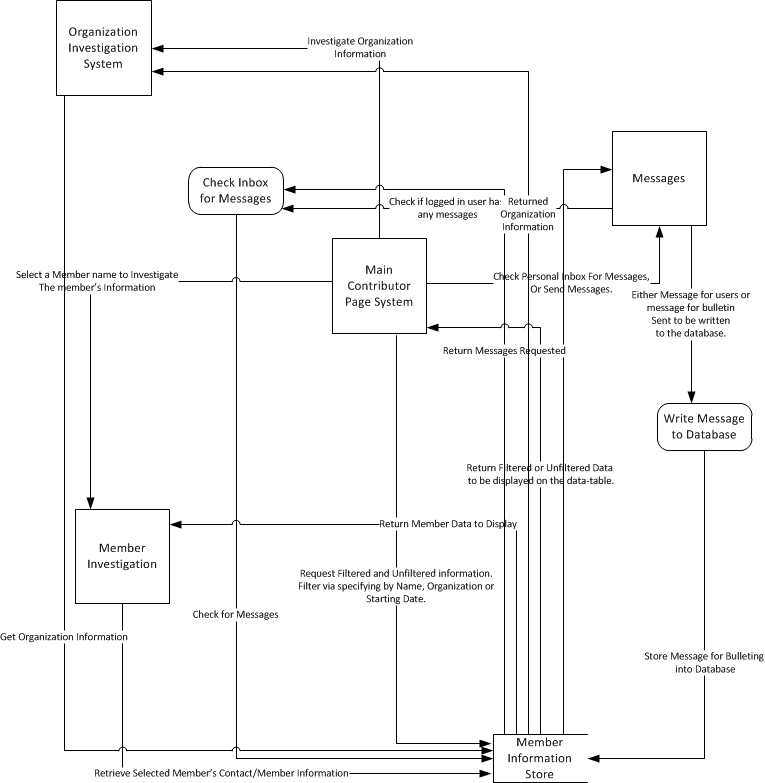 Organization
Investigation
System
Investigate Organization
Information
Check Inbox
for Messages
Messages
Check if logged in user ha
any messages
Returned
Organization
Information
Main
Contributor
Page System
Select a Member name to Investigate
The member's Information
Check Personal Inbox For Messages,
Or Send Messages.
Either Message for users or
message for bulletin
Sent to be written
to the database.
Return Messages Requested
Write Message
to Database
Return Filtered or Unfiltered Data
to be displayed on the data-table.
Return Member Data to Display
Member
Investigation
Request Filtered and Unfiltered information.
Filter via specifying by Name, Organization or
Starting Date.
Check for Messages
Get Organization Information
Store Message for Bulleting
into Database
Member
Information
Store
Retrieve Selected Member's Contact/Member Information